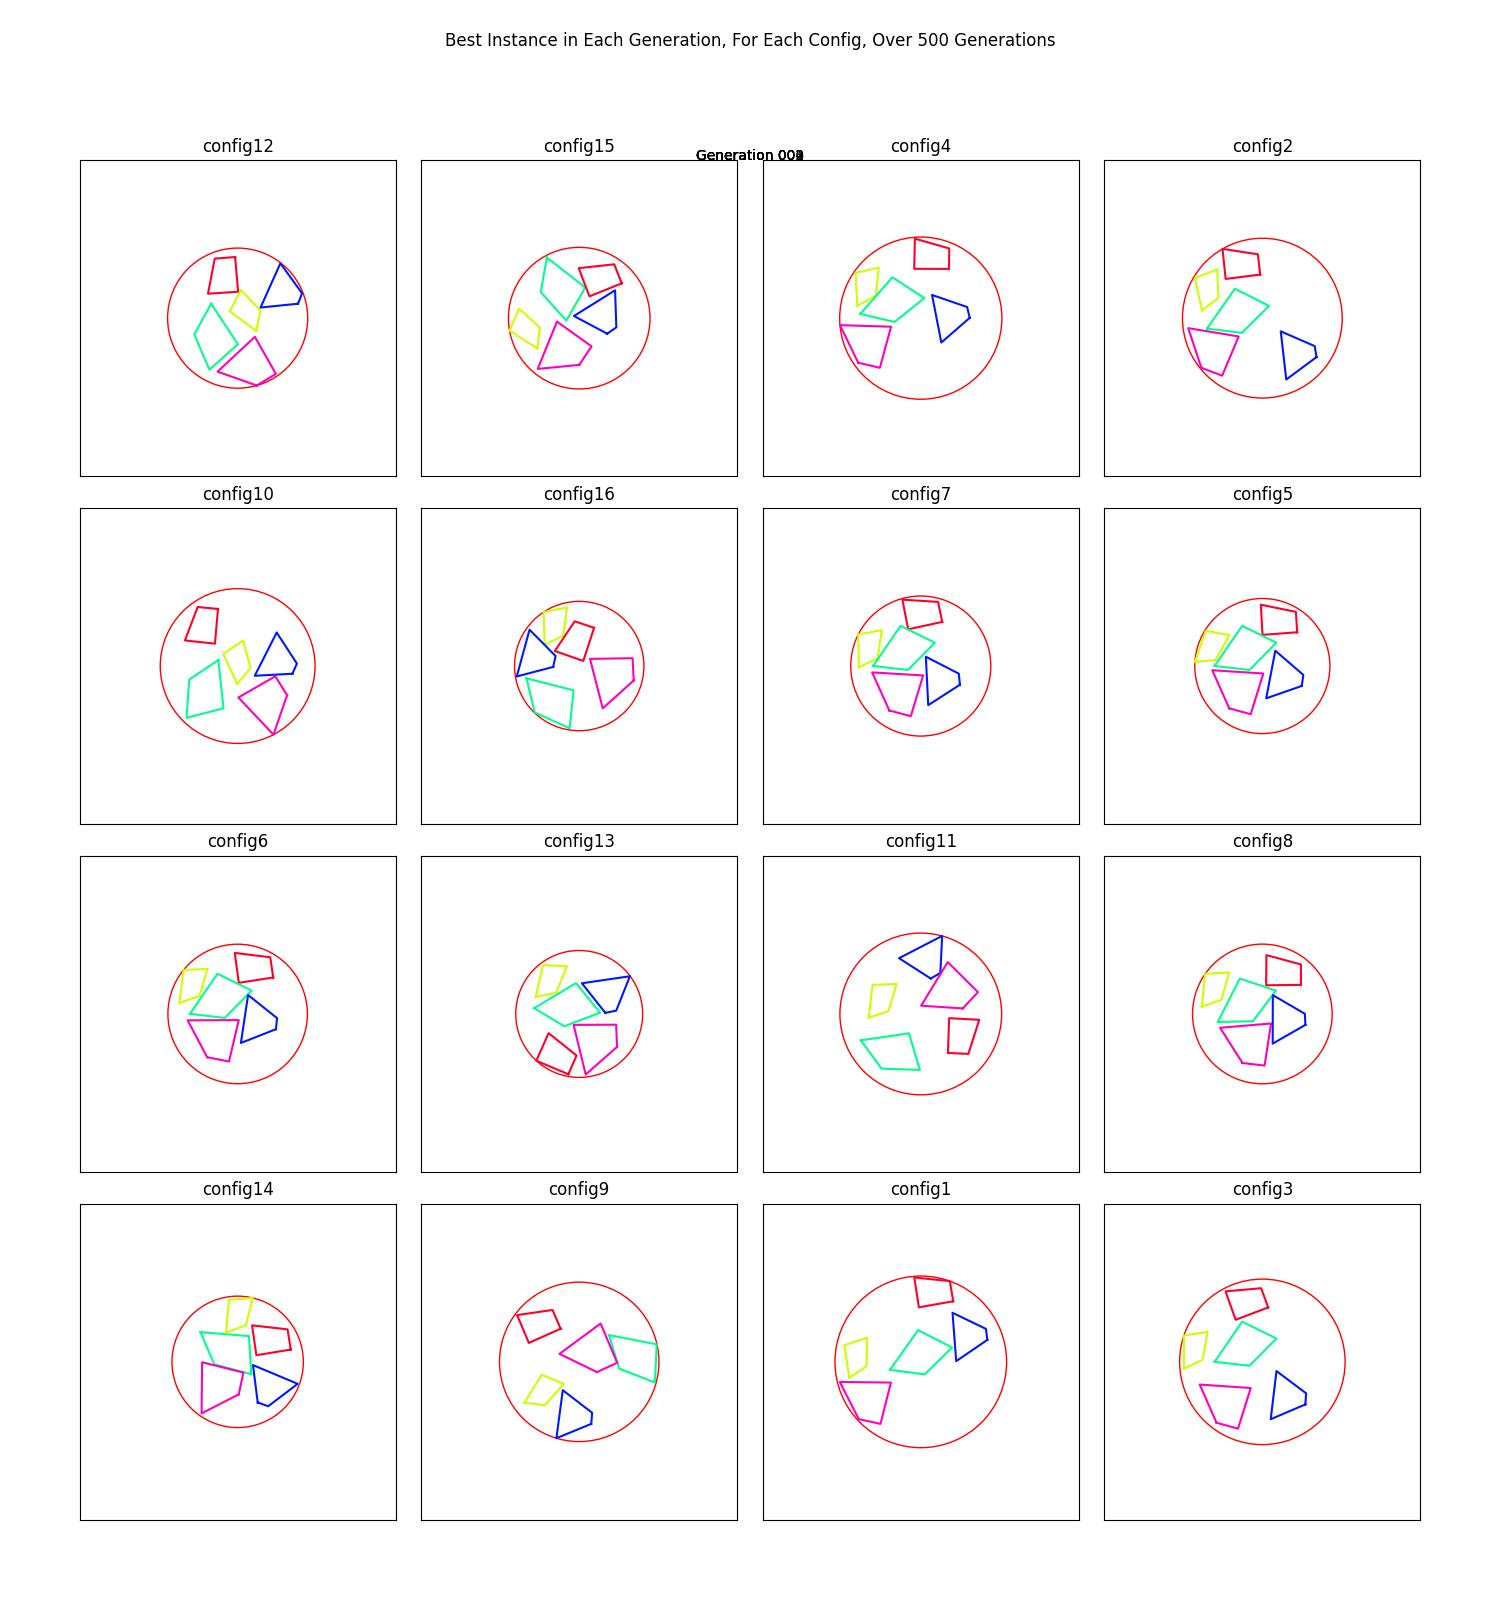 Best Instance in Each Generation, For Each Config, Over 500 Generations
Generation
config12
config15
config4
config2
config10
config16
config7
config5
config6
config13
config11
config8
config14
config9
config1
config3